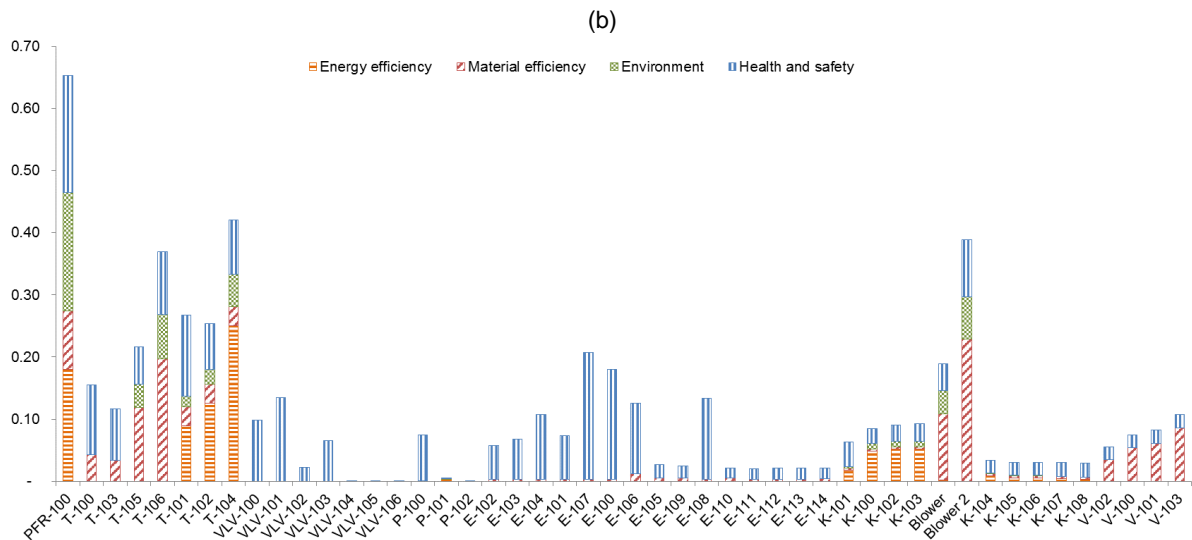 (b)
0.70
0.60
0.50
0.40
0.30
0.20
0.10
-
Energy efficiency Material efficiency Environment Health and safety
PFR-100 T-100 T-103 T-105 T-106 T-101 T-102 T-104 VLV-100 VLV-101 VLV-102 VLV-103 VLV-104 VLV-105 VLV-106 P-100 P-101 P-102 E-102 E-103 E-104 E-101 E-107 E-100 E-106 E-105 E-109 E-108 E-110 E-111 E-112 E-113 E-114 K-101 K-100 K-102 K-103 Blower Blower 2 K-104 K-105 K-106 K-107 K-108 V-102 V-100 V-101 V-103